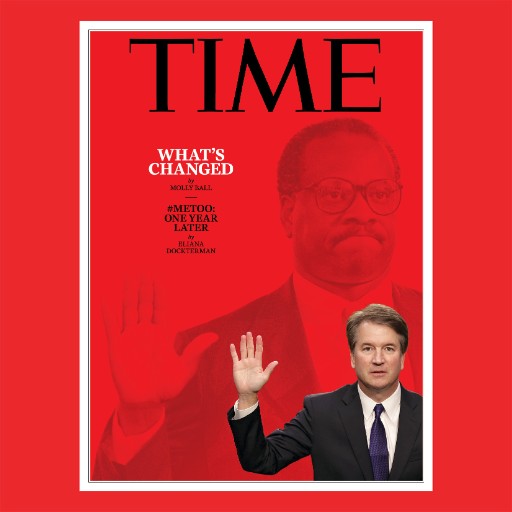 TIME
WHAT'S
CHANGED
by
MOLLY BALL
#METOO:
ONE YEAR
LATER
by
ELIANA
DOCKTERMAN